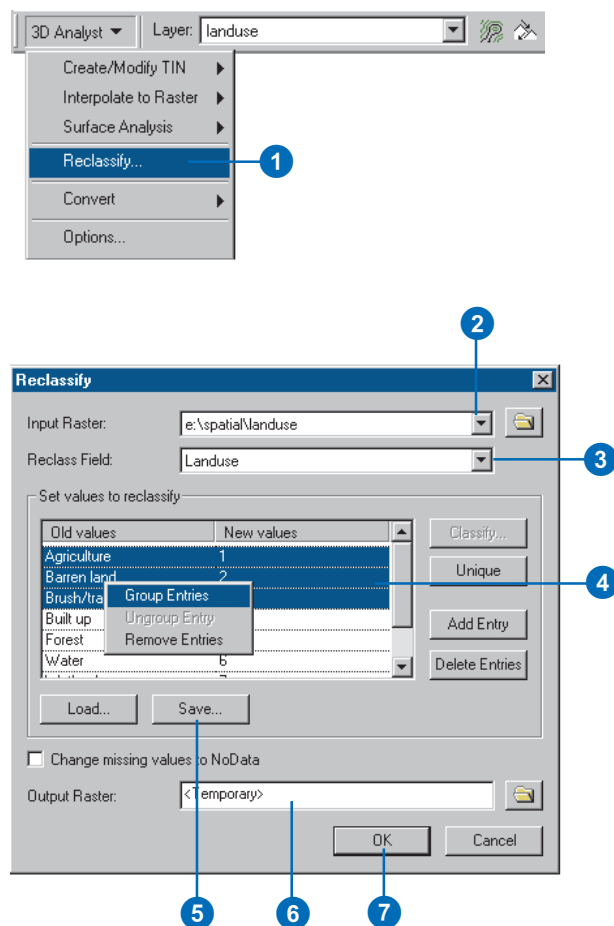 3D Analyst Layer: landuse
Create/Modify TIN
Interpolate to Raster
Surface Analysis
Reclassify... 1
Convert
Options...
2
Reclassify
Input Raster: e:\spatial\landuse
Reclass Field: Landuse 3
Set values to reclassify
Old values New values Classify...
Agriculture 1
Barren land 2 Unique
Brush/tra 4
Group Entries
Built up Ungroup Entry Add Entry
Forest Remove Entries
Water 6 Delete Entries
Load... Save...
Change missing values to NoData
Output Raster: <Temporary>
OK Cancel
5 6 7